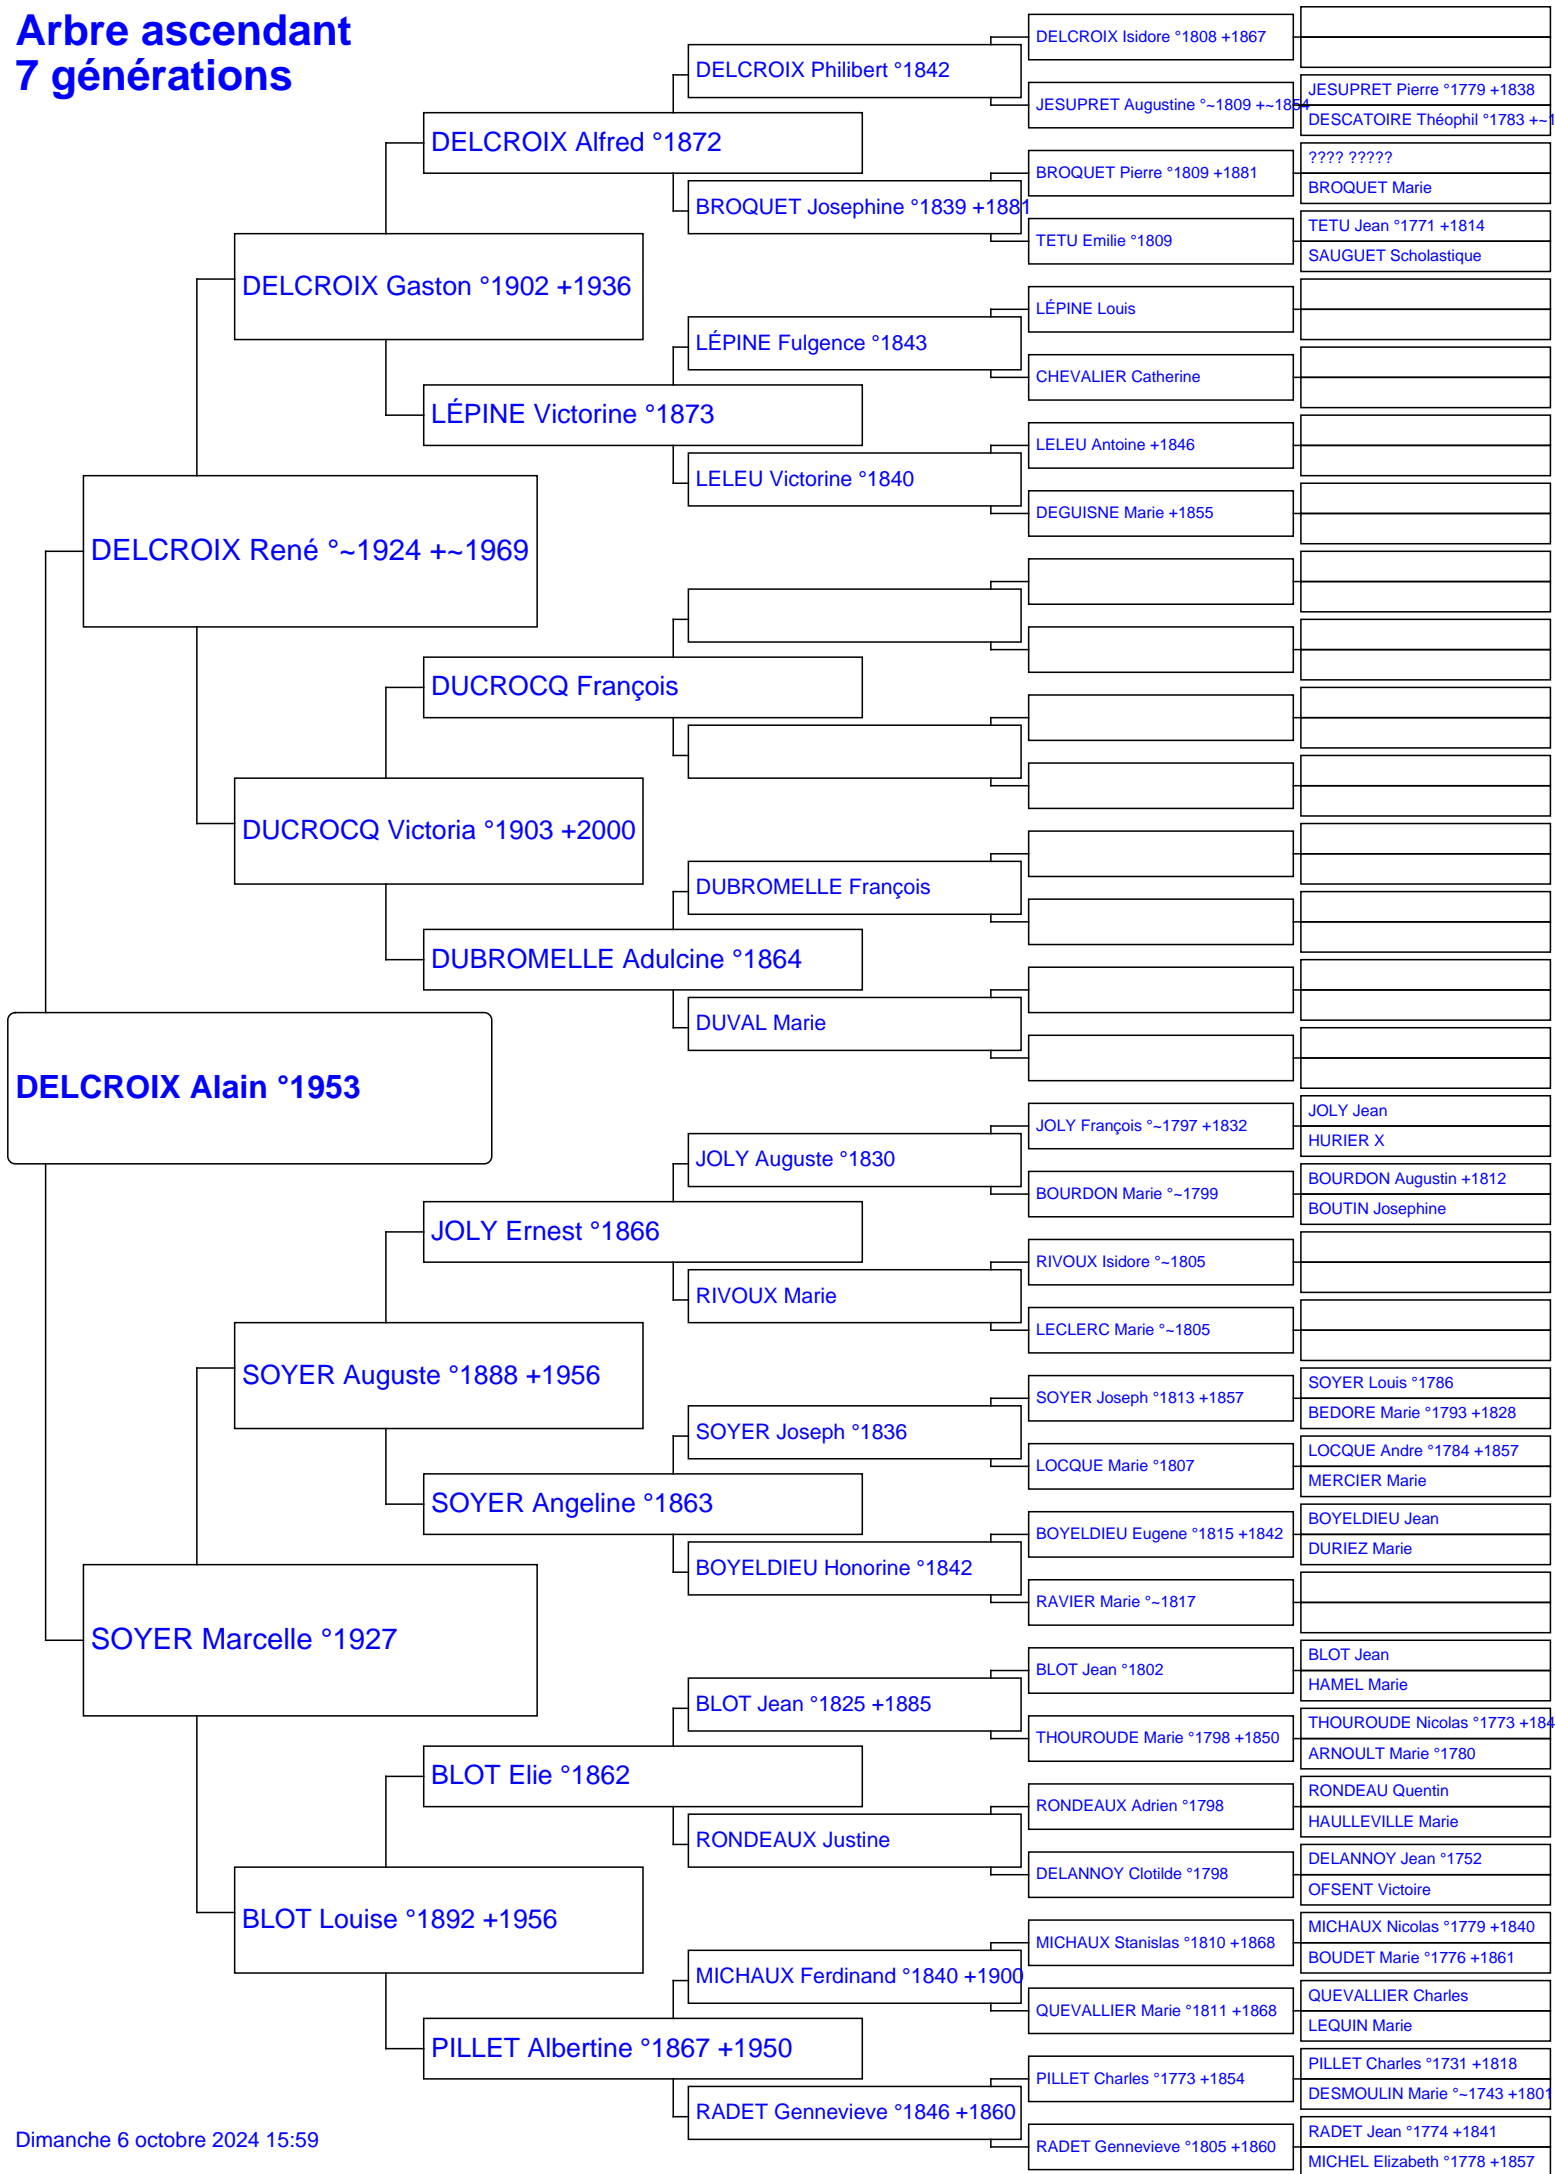 Arbre ascendant
7 générations
DELCROIX Alain °1953
DELCROIX René °~1924 +~1969
SOYER Marcelle °1927
DELCROIX Gaston °1902 +1936
DUCROCQ Victoria °1903 +2000
SOYER Auguste °1888 +1956
BLOT Louise °1892 +1956
DELCROIX Alfred °1872
LÉPINE Victorine °1873
DUCROCQ François
DUBROMELLE Adulcine °1864
JOLY Ernest °1866
SOYER Angeline °1863
BLOT Elie °1862
PILLET Albertine °1867 +1950
DELCROIX Philibert °1842
BROQUET Josephine °1839 +1881
LÉPINE Fulgence °1843
LELEU Victorine °1840
DUBROMELLE François
DUVAL Marie
JOLY Auguste °1830
RIVOUX Marie
SOYER Joseph °1836
BOYELDIEU Honorine °1842
BLOT Jean °1825 +1885
RONDEAUX Justine
MICHAUX Ferdinand °1840 +1900
RADET Gennevieve °1846 +1860
DELCROIX Isidore °1808 +1867
JESUPRET Augustine °~1809 +~1854
BROQUET Pierre °1809 +1881
TETU Emilie °1809
LÉPINE Louis
CHEVALIER Catherine
LELEU Antoine +1846
DEGUISNE Marie +1855
JOLY François °~1797 +1832
BOURDON Marie °~1799
RIVOUX Isidore °~1805
LECLERC Marie °~1805
SOYER Joseph °1813 +1857
LOCQUE Marie °1807
BOYELDIEU Eugene °1815 +1842
RAVIER Marie °~1817
BLOT Jean °1802
THOUROUDE Marie °1798 +1850
RONDEAUX Adrien °1798
DELANNOY Clotilde °1798
MICHAUX Stanislas °1810 +1868
QUEVALLIER Marie °1811 +1868
PILLET Charles °1773 +1854
RADET Gennevieve °1805 +1860
JESUPRET Pierre °1779 +1838
DESCATOIRE Théophil °1783 +~1
???? ?????
BROQUET Marie
TETU Jean °1771 +1814
SAUGUET Scholastique
JOLY Jean
HURIER X
BOURDON Augustin +1812
BOUTIN Josephine
SOYER Louis °1786
BEDORE Marie °1793 +1828
LOCQUE Andre °1784 +1857
MERCIER Marie
BOYELDIEU Jean
DURIEZ Marie
BLOT Jean
HAMEL Marie
THOUROUDE Nicolas °1773 +184
ARNOULT Marie °1780
RONDEAU Quentin
HAULLEVILLE Marie
DELANNOY Jean °1752
OFSENT Victoire
MICHAUX Nicolas °1779 +1840
BOUDET Marie °1776 +1861
QUEVALLIER Charles
LEQUIN Marie
PILLET Charles °1731 +1818
DESMOULIN Marie °~1743 +1801
RADET Jean °1774 +1841
MICHEL Elizabeth °1778 +1857
Dimanche 6 octobre 2024 15:59